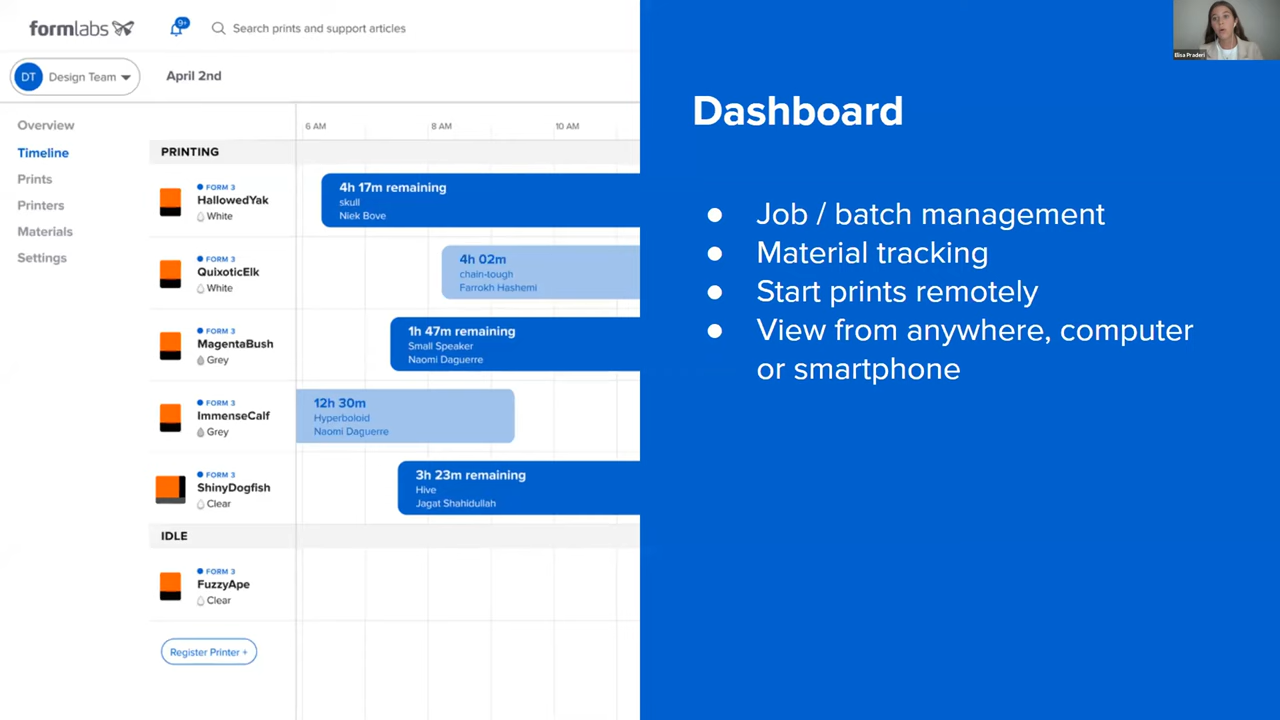 formlabs
9+
Search prints and support articles
DT Design Team
April 2nd
Overview
Timeline
Prints
Printers
Materials
Settings
6 AM 8 AM 10 AM
PRINTING
FORM 3
HallowedYak
White
4h 17m remaining
skull
Niek Bove
FORM 3
QuixoticElk
White
4h 02m
chain-tough
Farrokh Hashemi
FORM 3
MagentaBush
Grey
1h 47m remaining
Small Speaker
Naomi Daguerre
FORM 3
ImmenseCalf
Grey
12h 30m
Hyperboloid
Naomi Daguerre
FORM 3
ShinyDogfish
Clear
3h 23m remaining
Hive
Jagat Shahidullah
IDLE
FORM 3
FuzzyApe
Clear
Register Printer +
Dashboard
● Job / batch management
● Material tracking
● Start prints remotely
● View from anywhere, computer
or smartphone
Elisa Praderi